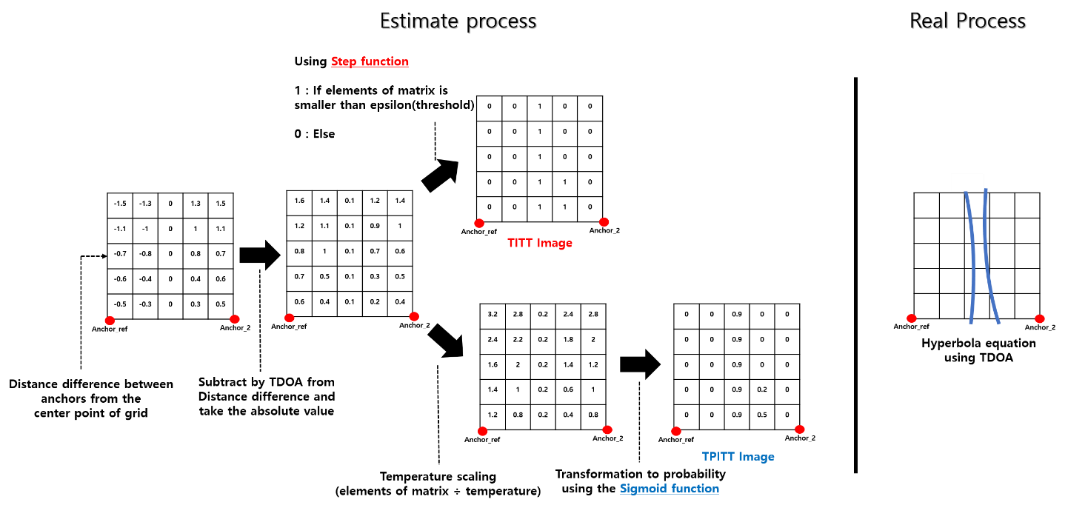 Estimate process
Real Process
Using Step function
1 : If elements of matrix is
smaller than epsilon(threshold)
0 : Else
0 0 1 0 0
0 0 1 0 0
0 0 1 0 0
0 0 1 1 0
0 0 1 1 0
Anchor_ref
Anchor_2
TITT Image
-1.5 -1.3 0 1.3 1.5
-1.1 -1 0 1 1.1
-0.7 -0.8 0 0.8 0.7
-0.6 -0.4 0 0.4 0.6
-0.5 -0.3 0 0.3 0.5
Anchor_ref
Anchor_2
Distance difference between
anchors from the
center point of grid
1.6 1.4 0.1 1.2 1.4
1.2 1.1 0.1 0.9 1
0.8 1 0.1 0.7 0.6
0.7 0.5 0.1 0.3 0.5
0.6 0.4 0.1 0.2 0.4
Anchor_ref
Anchor_2
Subtract by TDOA from
Distance difference and
take the absolute value
3.2 2.8 0.2 2.4 2.8
2.4 2.2 0.2 1.8 2
1.6 2 0.2 1.4 1.2
1.4 1 0.2 0.6 1
1.2 0.8 0.2 0.4 0.8
Anchor_ref
Anchor_2
Temperature scaling
(elements of matrix ÷ temperature)
0 0 0.9 0 0
0 0 0.9 0 0
0 0 0.9 0 0
0 0 0.9 0.2 0
0 0 0.9 0.5 0
Anchor_ref
Anchor_2
TPITT Image
Transformation to probability
using the Sigmoid function
Anchor_ref
Anchor_2
Hyperbola equation
using TDOA